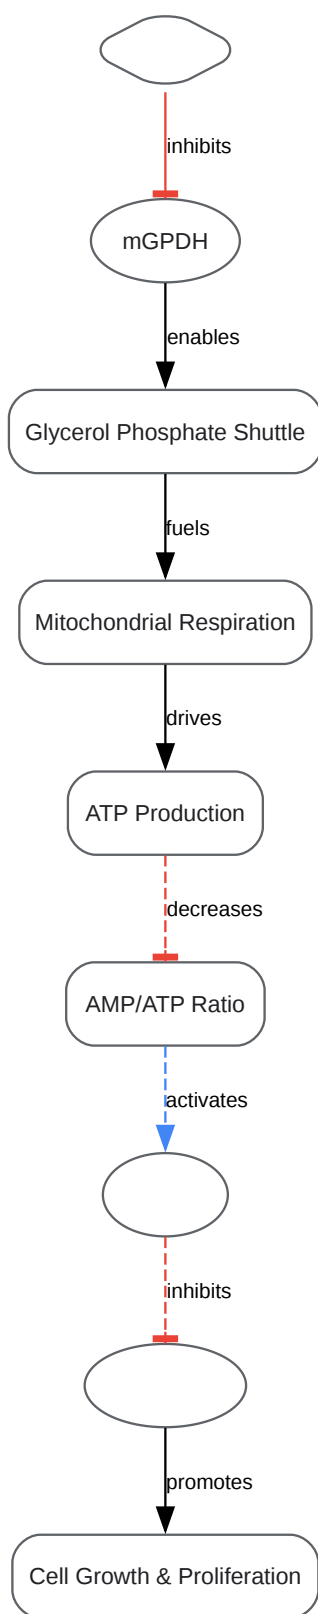 inhibits
mGPDH
enables
Glycerol Phosphate Shuttle
fuels
Mitochondrial Respiration
drives
ATP Production
decreases
AMP/ATP Ratio
activates
inhibits
promotes
Cell Growth & Proliferation